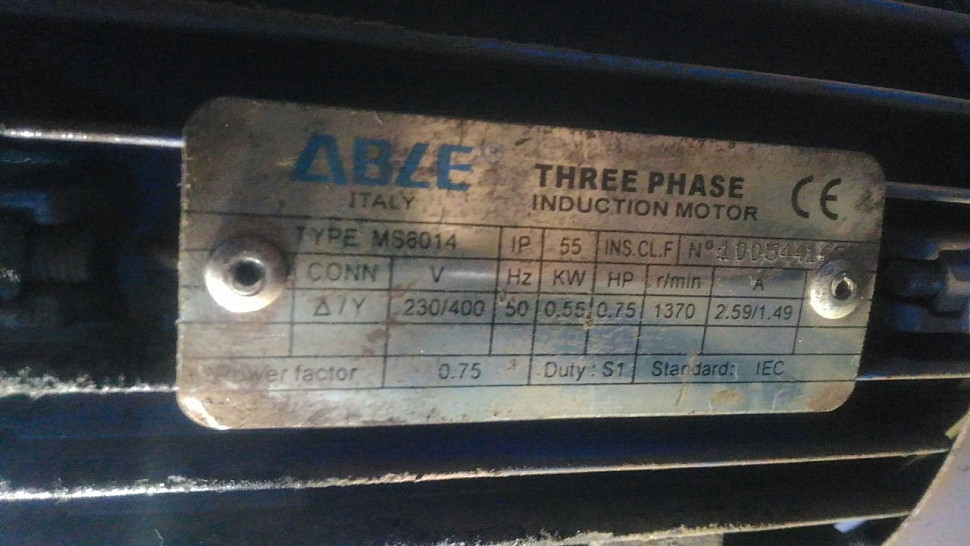 ABLE ®
ITALY
THREE PHASE
INDUCTION MOTOR
CE
TYPE MS8014 IP 55 INS.CL.F Nº
CONN V Hz KW HP r/min A
Δ/Y 230/400 50 0.55 0.75 1370 2.59/1.49
Power factor 0.75 Duty: S1 Standard: IEC